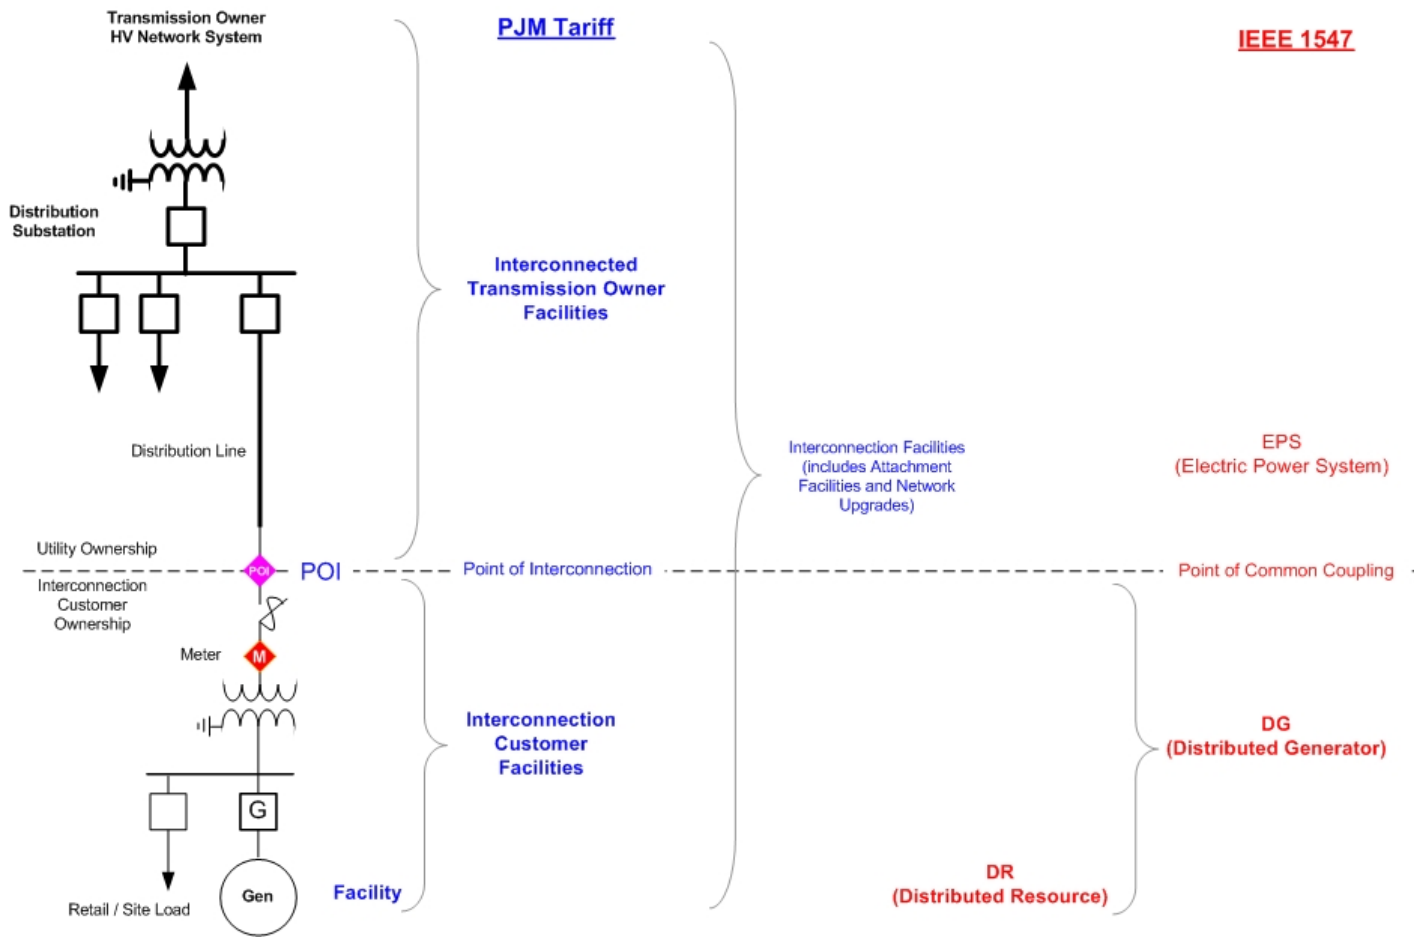 Transmission Owner
HV Network System
PJM Tariff
IEEE 1547
Distribution
Substation
Interconnected
Transmission Owner
Facilities
Distribution Line
Interconnection Facilities
(includes Attachment
Facilities and Network
Upgrades)
EPS
(Electric Power System)
Utility Ownership
POI
POI
Point of Interconnection
Point of Common Coupling
Interconnection
Customer
Ownership
Meter
M
Interconnection
Customer
Facilities
DG
(Distributed Generator)
G
Gen
Facility
DR
(Distributed Resource)
Retail / Site Load